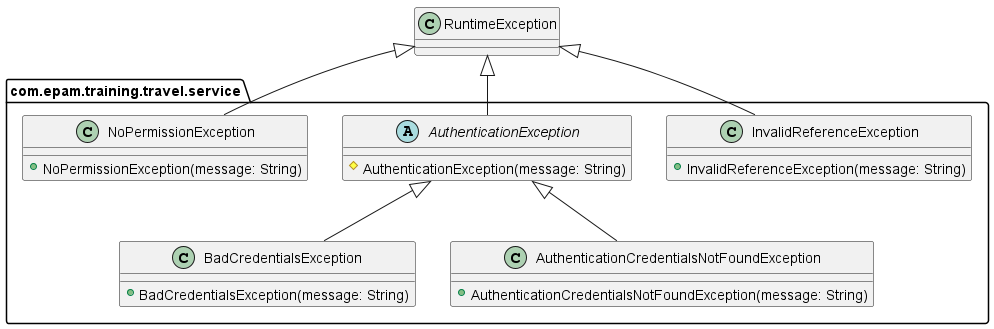 C RuntimeException
com.epam.training.travel.service
C NoPermissionException
NoPermissionException(message: String)
A AuthenticationException
AuthenticationException(message: String)
C InvalidReferenceException
InvalidReferenceException(message: String)
C BadCredentialsException
BadCredentialsException(message: String)
C AuthenticationCredentialsNotFoundException
AuthenticationCredentialsNotFoundException(message: String)